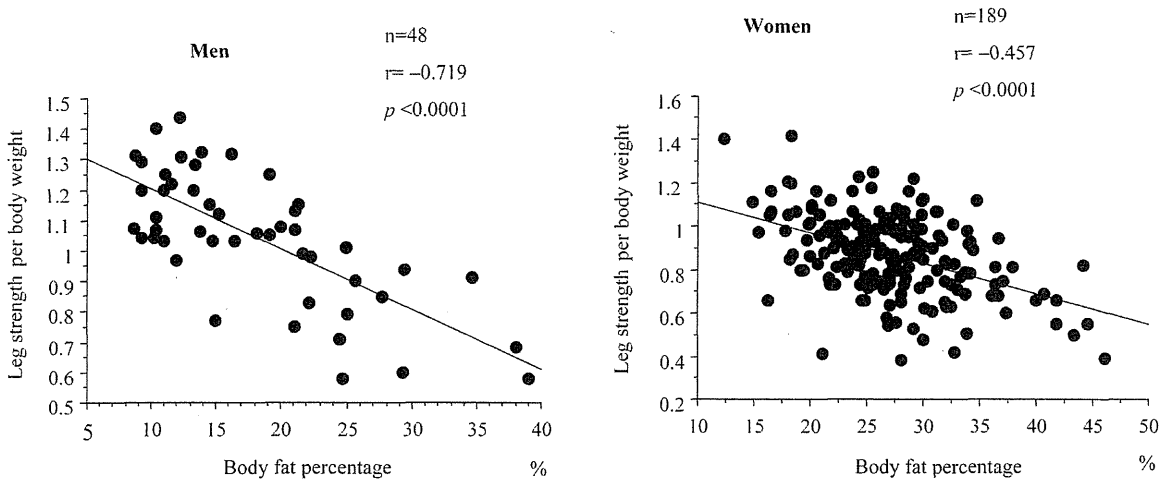 Men
n=48
r= −0.719
p <0.0001
Leg strength per body weight
1.5
1.4
1.3
1.2
1.1
1
0.9
0.8
0.7
0.6
0.5
5 10 15 20 25 30 35 40
Body fat percentage %
Women
n=189
r= −0.457
p <0.0001
Leg strength per body weight
1.6
1.4
1.2
1.0
0.8
0.6
0.4
0.2
10 15 20 25 30 35 40 45 50
Body fat percentage %